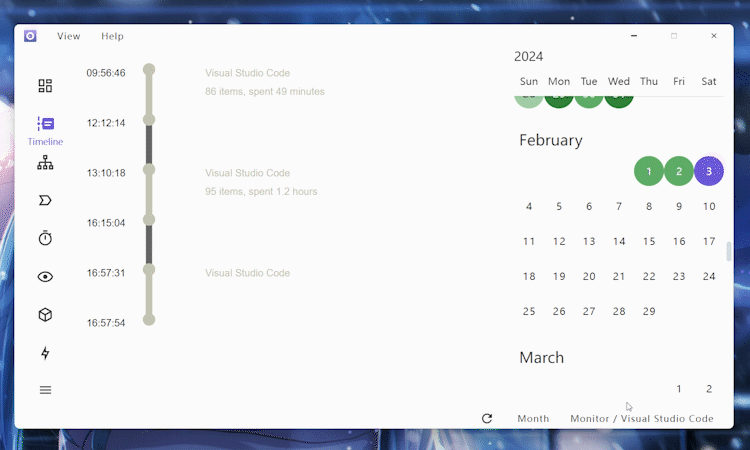 View Help
Timeline
09:56:46
Visual Studio Code
86 items, spent 49 minutes
12:12:14
13:10:18
Visual Studio Code
95 items, spent 1.2 hours
16:15:04
16:57:31
Visual Studio Code
16:57:54
2024
Sun Mon Tue Wed Thu Fri Sat
February
1 2 3
4 5 6 7 8 9 10
11 12 13 14 15 16 17
18 19 20 21 22 23 24
25 26 27 28 29
March
1 2
Month Monitor / Visual Studio Code